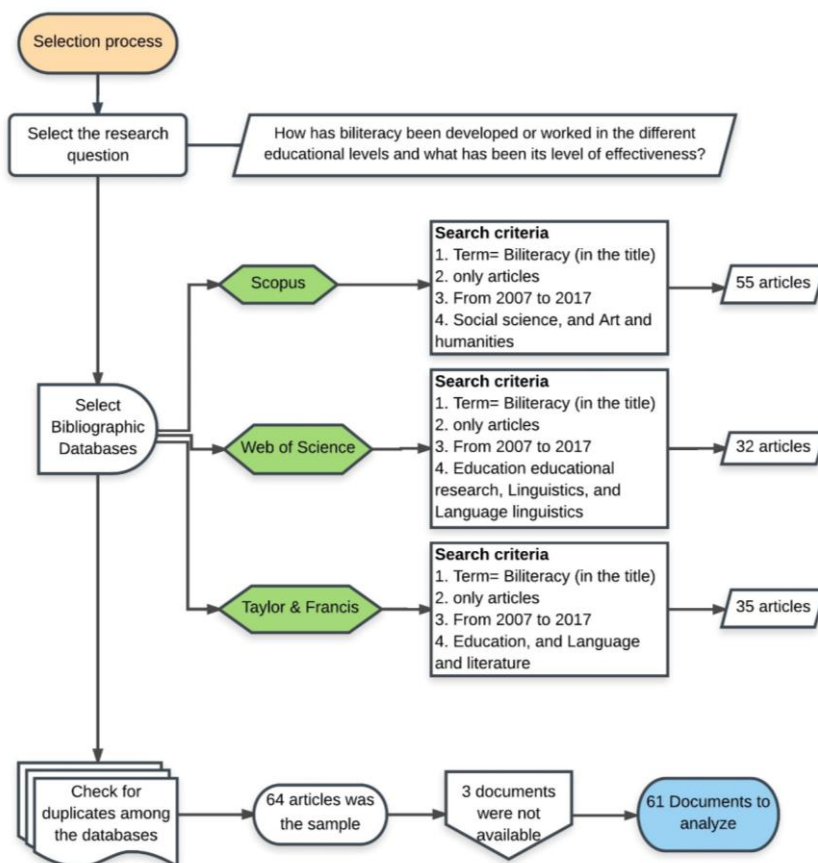 Selection process
Select the research
question
How has biliteracy been developed or worked in the different
educational levels and what has been its level of effectiveness?
Select
Bibliographic
Databases
Scopus
Search criteria
1. Term= Biliteracy (in the title)
2. only articles
3. From 2007 to 2017
4. Social science, and Art and
humanities
55 articles
Web of Science
Search criteria
1. Term= Biliteracy (in the title)
2. only articles
3. From 2007 to 2017
4. Education educational
research, Linguistics, and
Language linguistics
32 articles
Taylor & Francis
Search criteria
1. Term= Biliteracy (in the title)
2. only articles
3. From 2007 to 2017
4. Education, and Language
and literature
35 articles
Check for
duplicates among
the databases
64 articles was
the sample
3 documents
were not
available
61 Documents to
analyze